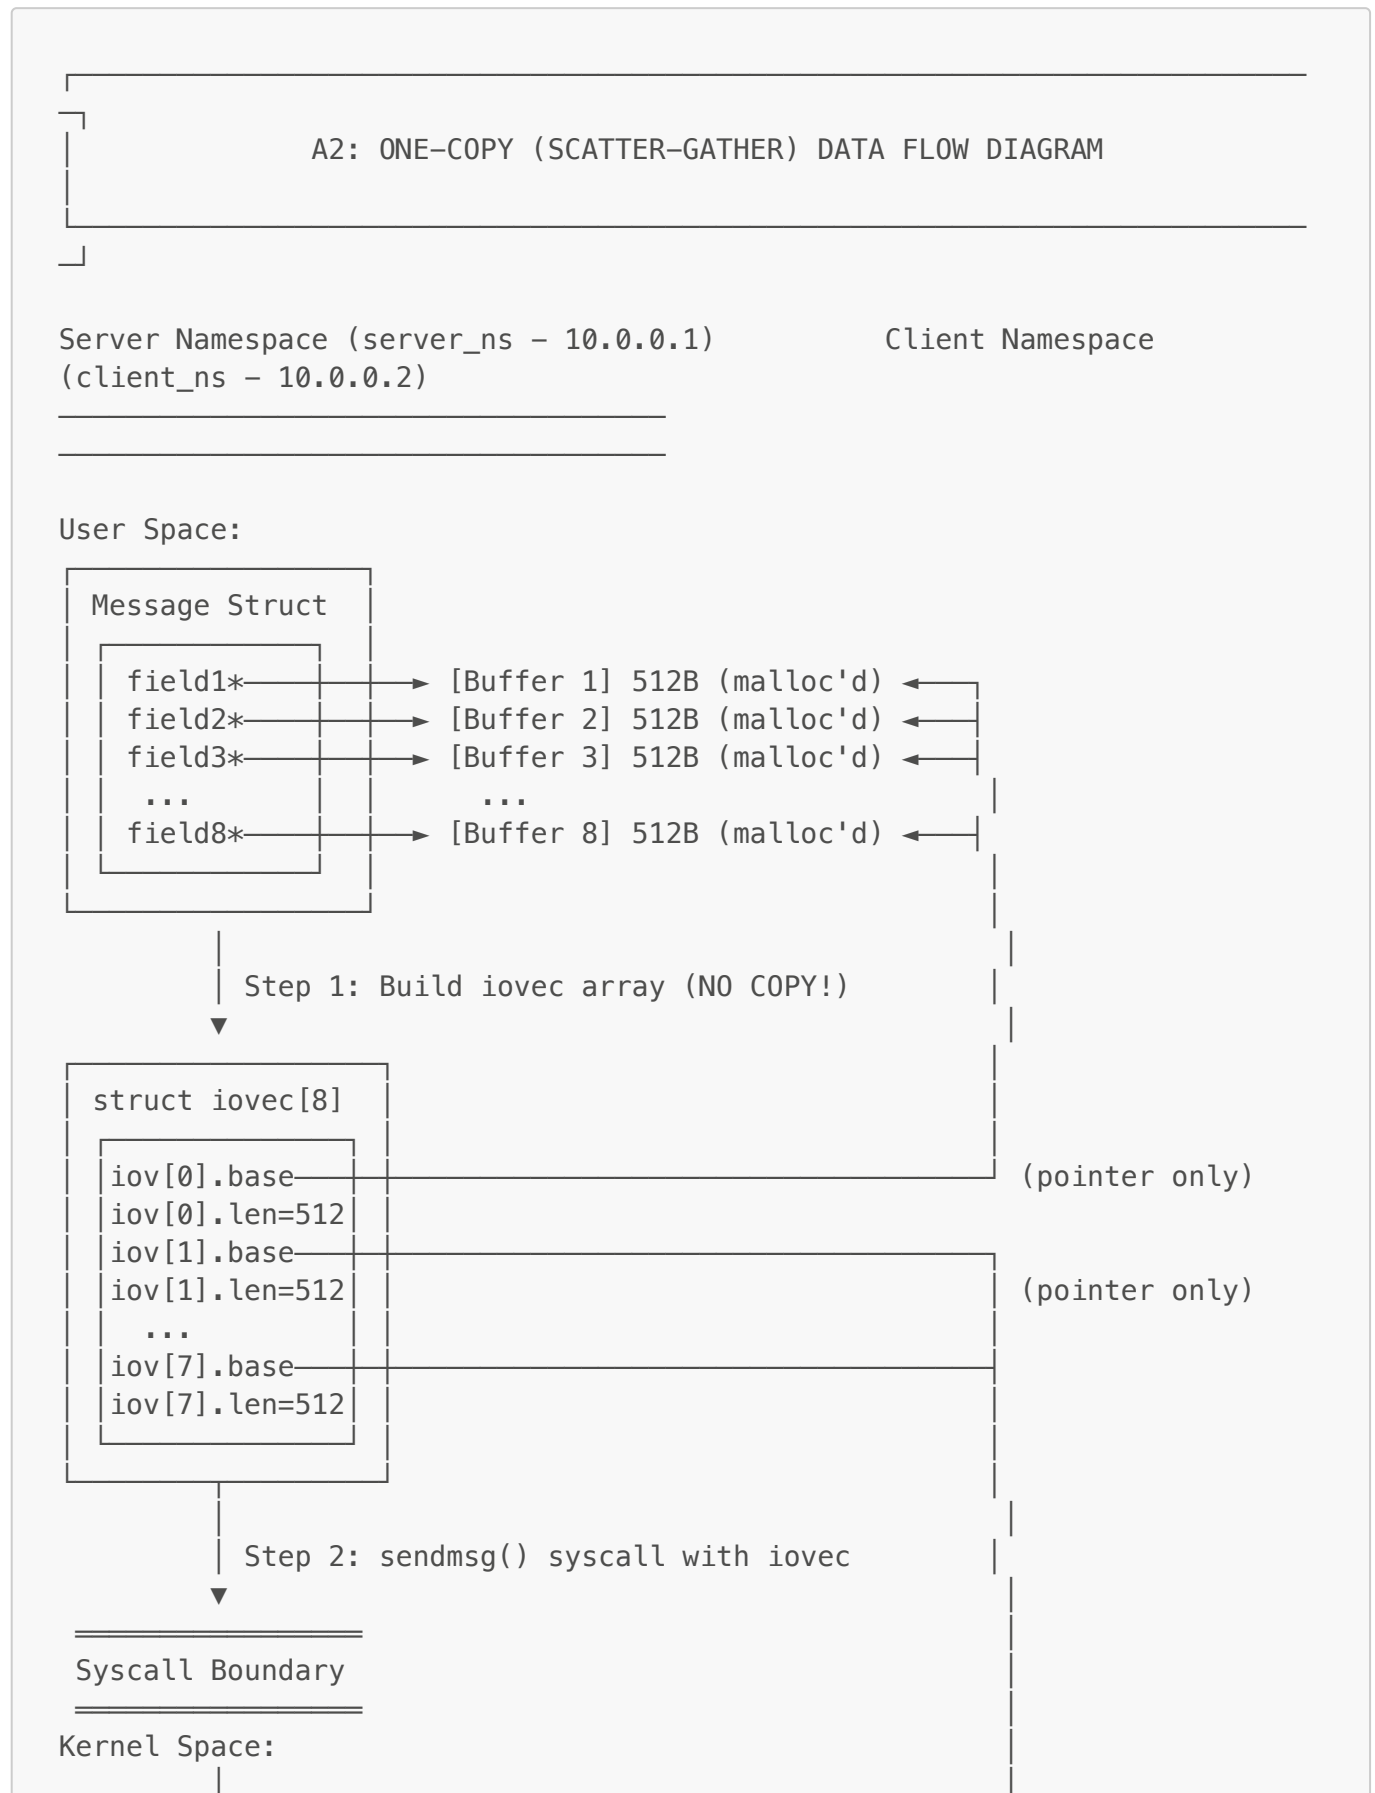 A2: ONE-COPY (SCATTER-GATHER) DATA FLOW DIAGRAM
Server Namespace (server_ns - 10.0.0.1) Client Namespace
(client_ns - 10.0.0.2)
User Space:
Message Struct
field1* [Buffer 1] 512B (malloc'd)
field2* [Buffer 2] 512B (malloc'd)
field3* [Buffer 3] 512B (malloc'd)
... ...
field8* [Buffer 8] 512B (malloc'd)
Step 1: Build iovec array (NO COPY!)
struct iovec[8]
iov[0].base (pointer only)
iov[0].len=512
iov[1].base
iov[1].len=512 (pointer only)
...
iov[7].base
iov[7].len=512
Step 2: sendmsg() syscall with iovec
Syscall Boundary
Kernel Space: